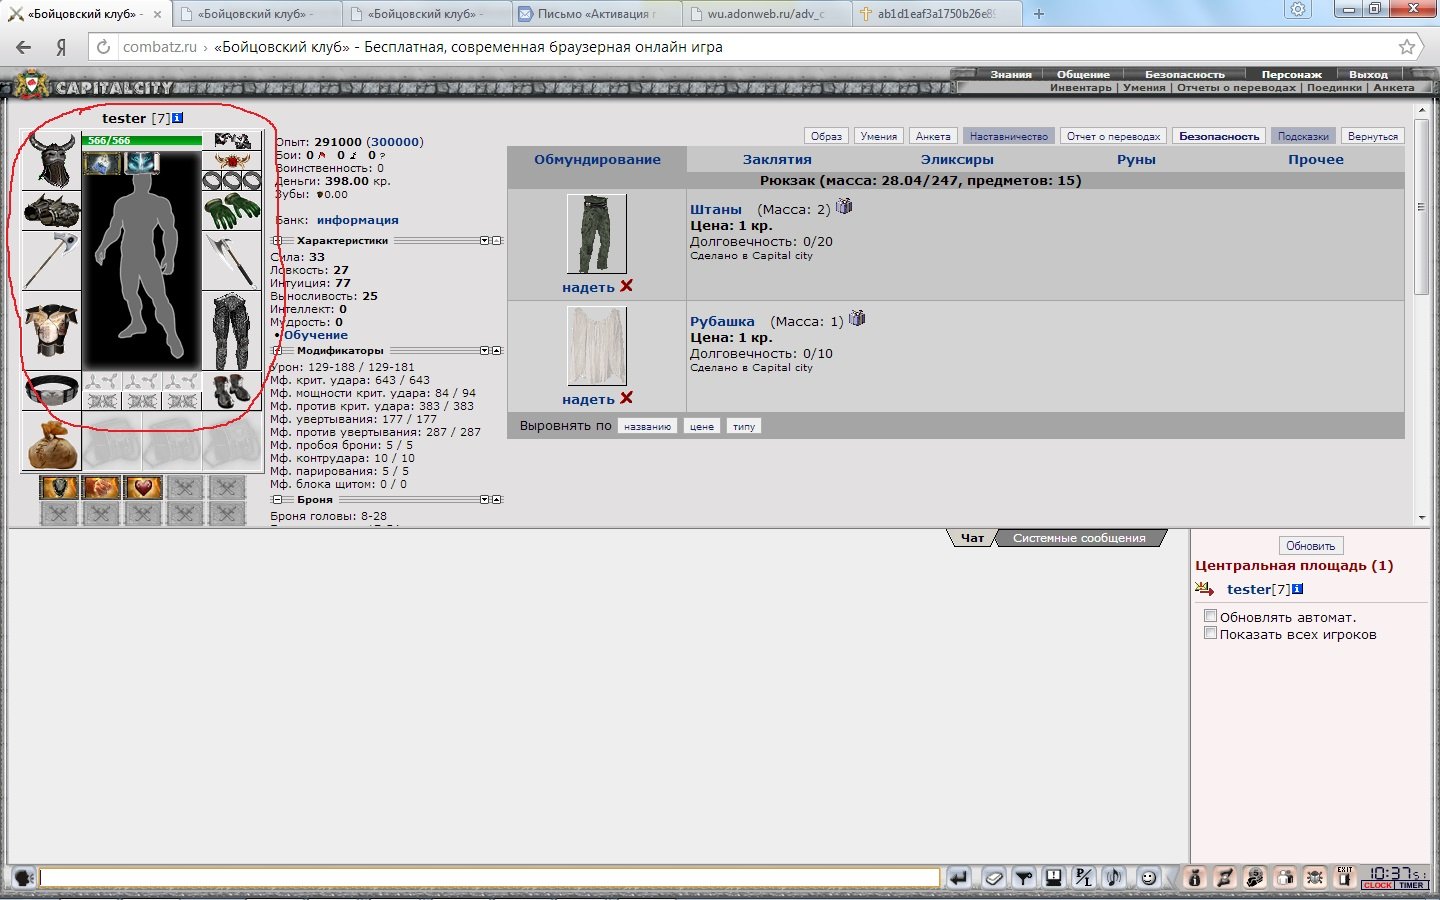 «Бойцовский клуб» -
«Бойцовский клуб» -
«Бойцовский клуб» -
Письмо «Активация
wu.adonweb.ru/adv_c
ab1d1eaf3a1750b26e8
Я
combatz.ru › «Бойцовский клуб» - Бесплатная, современная браузерная онлайн игра
CAPITALCITY
Знания | Общение | Безопасность | Персонаж | Выход
Инвентарь | Умения | Отчеты о переводах | Поединки | Анкета
tester [7]
566/566
Опыт: 291000 (300000)
Бои: 0 0 0
Воинственность: 0
Деньги: 398.00 кр.
Зубы: 0.00
Банк: информация
Характеристики
Сила: 33
Ловкость: 27
Интуиция: 77
Выносливость: 25
Интеллект: 0
Мудрость: 0
• Обучение
Модификаторы
Урон: 129-188 / 129-181
Мф. крит. удара: 643 / 643
Мф. мощности крит. удара: 84 / 94
Мф. против крит. удара: 383 / 383
Мф. увертывания: 177 / 177
Мф. против увертывания: 287 / 287
Мф. пробоя брони: 5 / 5
Мф. контрудара: 10 / 10
Мф. парирования: 5 / 5
Мф. блока щитом: 0 / 0
Броня
Броня головы: 8-28
Образ
Умения
Анкета
Наставничество
Отчет о переводах
Безопасность
Подсказки
Вернуться
Обмундирование
Заклятия
Эликсиры
Руны
Прочее
Рюкзак (масса: 28.04/247, предметов: 15)
надеть
Штаны (Масса: 2)
Цена: 1 кр.
Долговечность: 0/20
Сделано в Capital city
надеть
Рубашка (Масса: 1)
Цена: 1 кр.
Долговечность: 0/10
Сделано в Capital city
Выровнять по названию цене типу
Чат
Системные сообщения
Обновить
Центральная площадь (1)
tester[7]
Обновлять автомат.
Показать всех игроков
P/L
EXIT
10:37
CLOCK TIMER